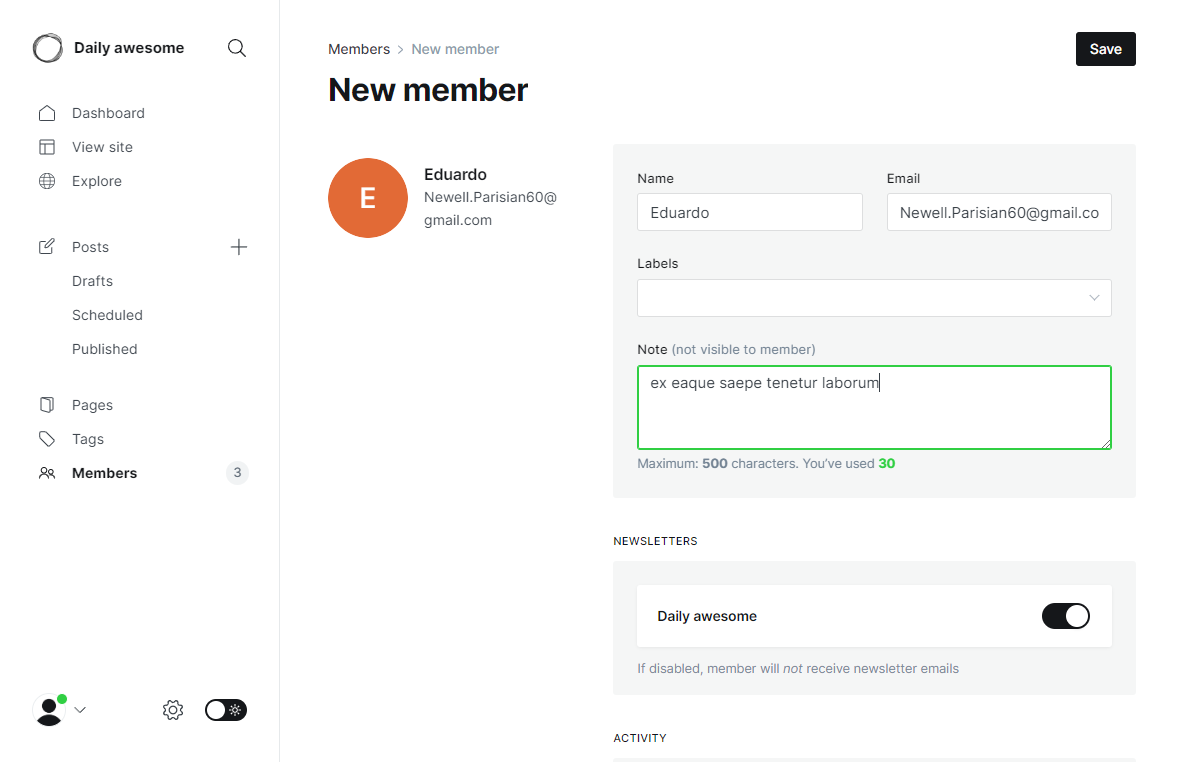 Daily awesome
Dashboard
View site
Explore
Posts
Drafts
Scheduled
Published
Pages
Tags
Members 3
Members > New member
Save
New member
E
Eduardo
Newell.Parisian60@
gmail.com
Name
Eduardo
Email
Newell.Parisian60@gmail.co
Labels
Note (not visible to member)
ex eaque saepe tenetur laborum
Maximum: 500 characters. You’ve used 30
NEWSLETTERS
Daily awesome
If disabled, member will not receive newsletter emails
ACTIVITY